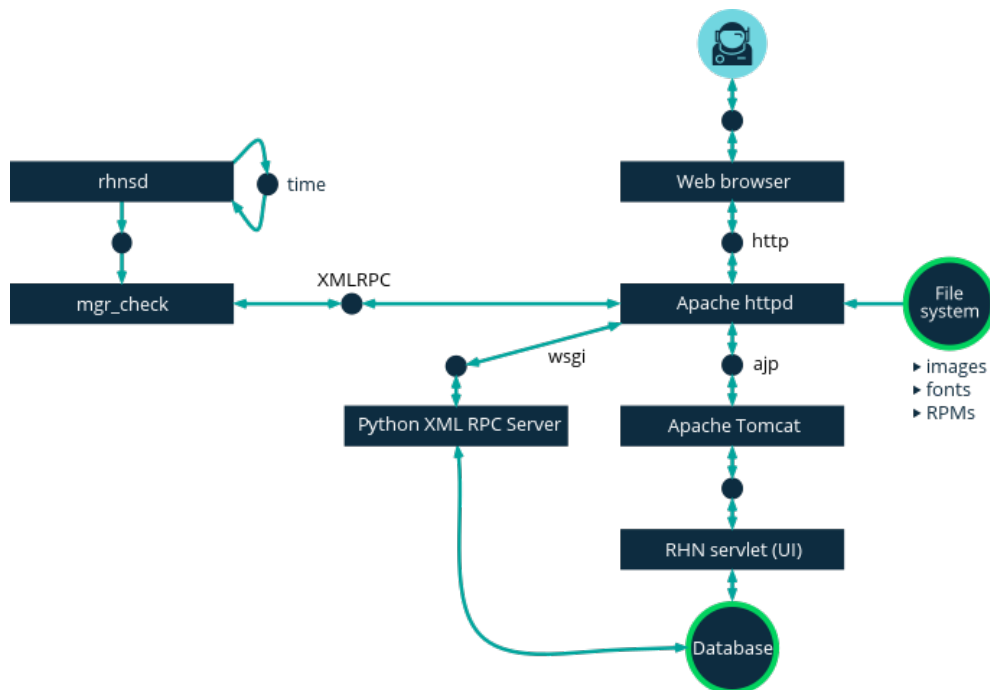 rhnsd
time
Web browser
http
XMLRPC
mgr_check
Apache httpd
File
system
wsgi
ajp
images
fonts
RPMs
Python XML RPC Server
Apache Tomcat
RHN servlet (UI)
Database